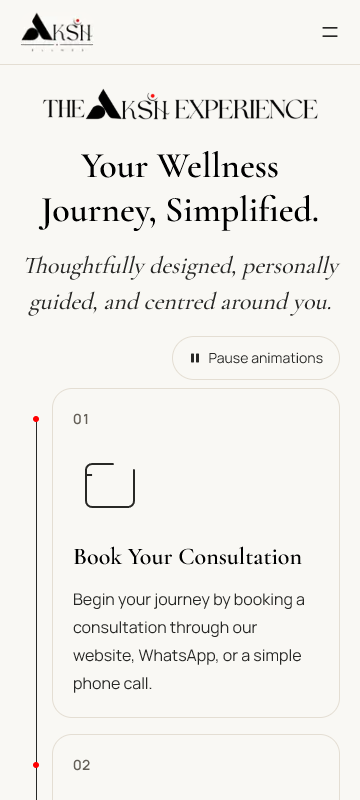 AKSH
THE AKSH EXPERIENCE
Your Wellness
Journey, Simplified.
Thoughtfully designed, personally
guided, and centred around you.
Pause animations
01
Book Your Consultation
Begin your journey by booking a
consultation through our
website, WhatsApp, or a simple
phone call.
02